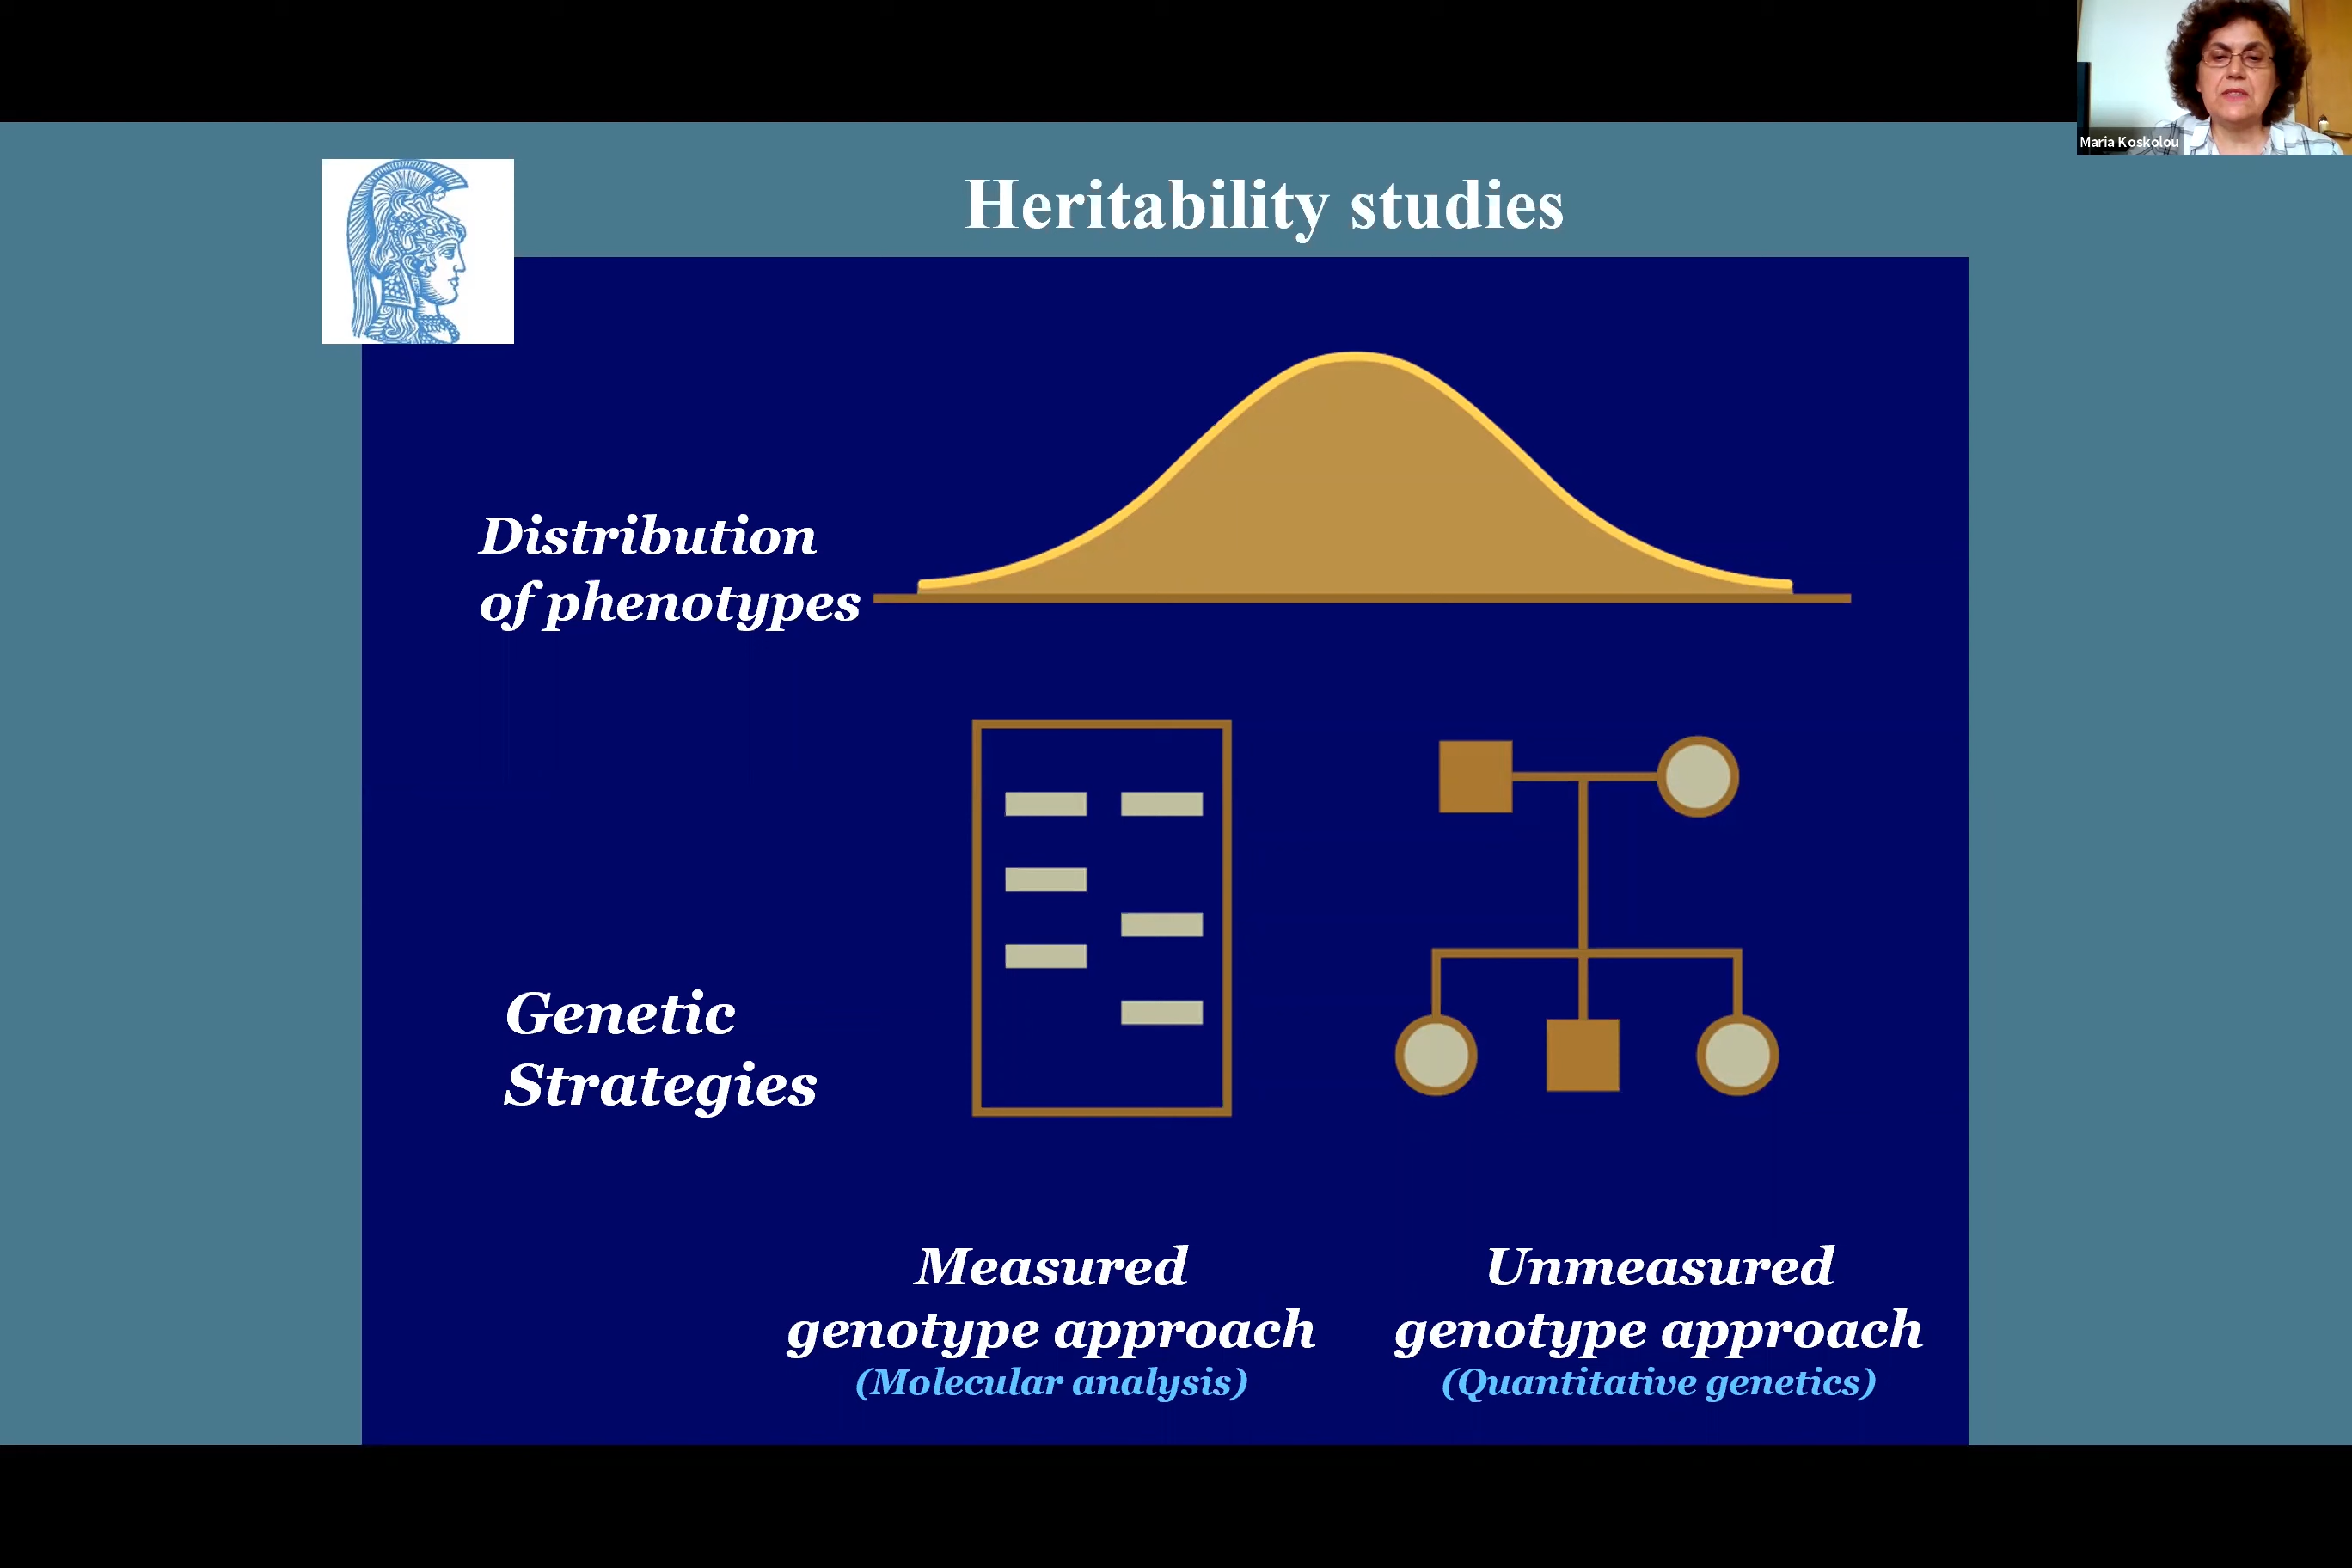 Maria Koskolou
Heritability studies
Distribution
of phenotypes
Genetic
Strategies
Measured
genotype approach
(Molecular analysis)
Unmeasured
genotype approach
(Quantitative genetics)